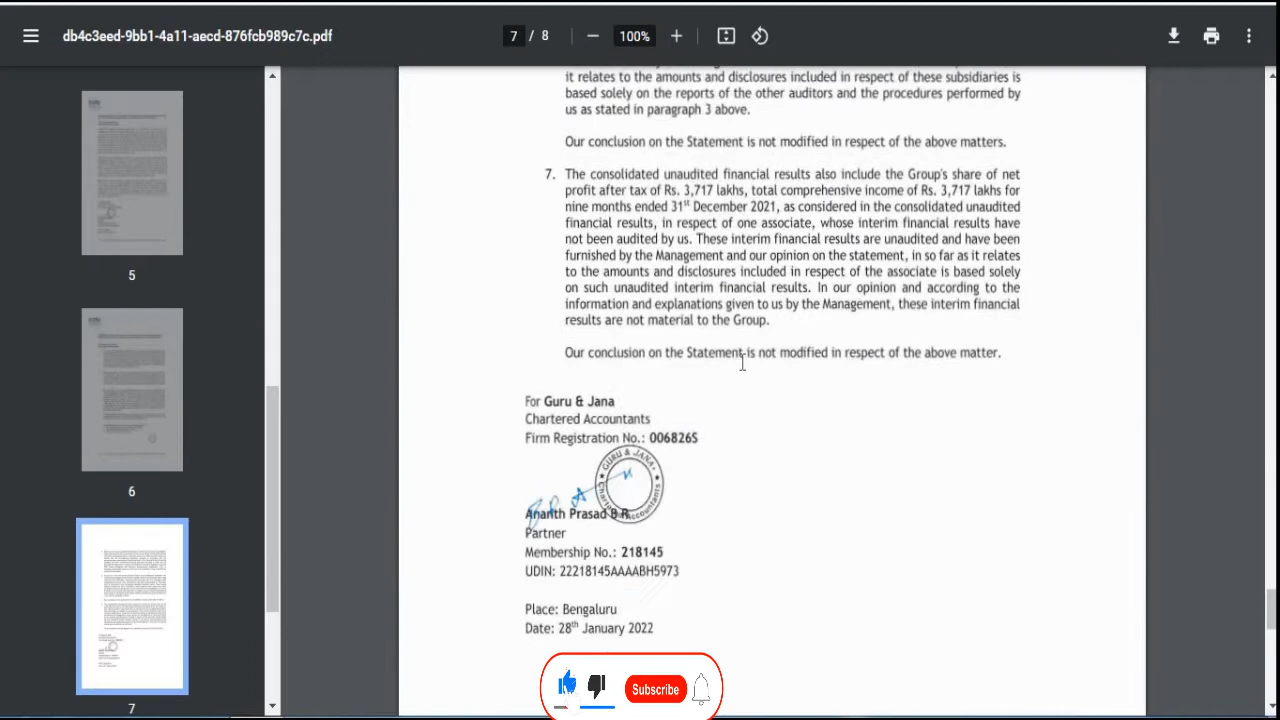 db4c3eed-9bb1-4a11-aecd-876fcb989c7c.pdf
7 / 8
100%
it relates to the amounts and disclosures included in respect of these subsidiaries is
based solely on the reports of the other auditors and the procedures performed by
us as stated in paragraph 3 above.
Our conclusion on the Statement is not modified in respect of the above matters.
7. The consolidated unaudited financial results also include the Group's share of net
profit after tax of Rs. 3,717 lakhs, total comprehensive income of Rs. 3,717 lakhs for
nine months ended 31st December 2021, as considered in the consolidated unaudited
financial results, in respect of one associate, whose interim financial results have
not been audited by us. These interim financial results are unaudited and have been
furnished by the Management and our opinion on the statement, in so far as it relates
to the amounts and disclosures included in respect of the associate is based solely
on such unaudited interim financial results. In our opinion and according to the
information and explanations given to us by the Management, these interim financial
results are not material to the Group.
Our conclusion on the Statement is not modified in respect of the above matter.
For Guru & Jana
Chartered Accountants
Firm Registration No.: 006826S
GURU & JANA
Chartered Accountants
Ananth Prasad B.R.
Partner
Membership No.: 218145
UDIN: 22218145AAAABH5973
Place: Bengaluru
Date: 28th January 2022
5
6
7
Subscribe